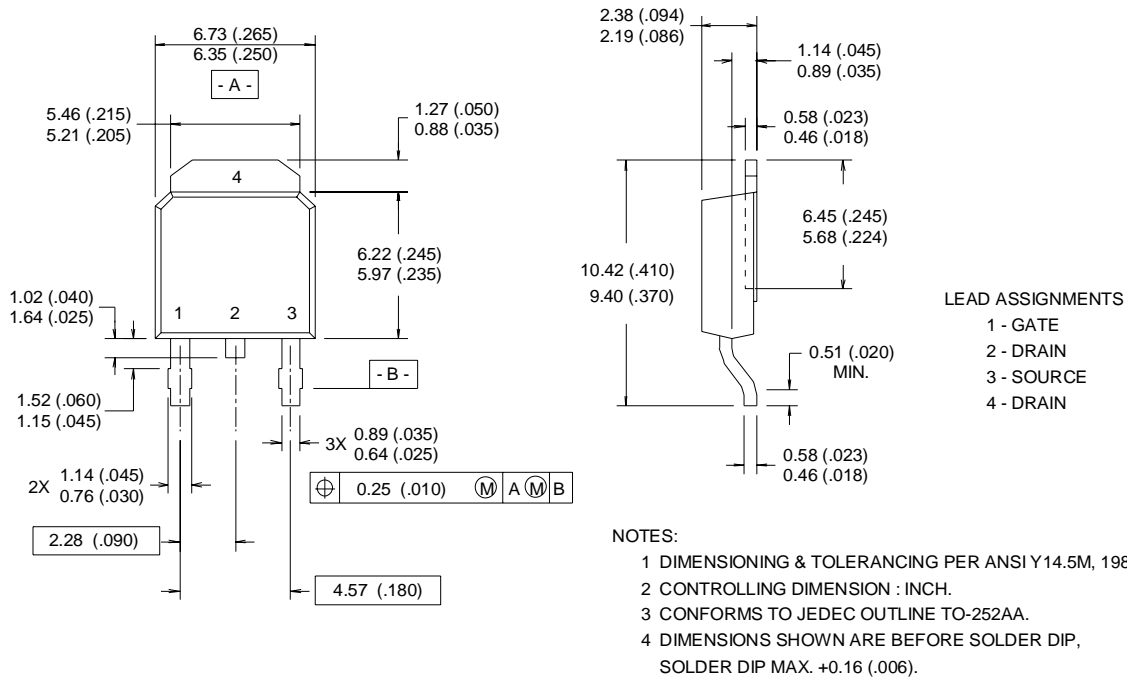 6.73 (.265)
6.35 (.250)
- A -
5.46 (.215)
5.21 (.205)
1.27 (.050)
0.88 (.035)
4
6.22 (.245)
5.97 (.235)
1.02 (.040)
1.64 (.025)
1 2 3
- B -
1.52 (.060)
1.15 (.045)
3X 0.89 (.035)
0.64 (.025)
2X 1.14 (.045)
0.76 (.030)
⌖ 0.25 (.010) Ⓜ A Ⓜ B
2.28 (.090)
4.57 (.180)
2.38 (.094)
2.19 (.086)
1.14 (.045)
0.89 (.035)
0.58 (.023)
0.46 (.018)
6.45 (.245)
5.68 (.224)
10.42 (.410)
9.40 (.370)
0.51 (.020)
MIN.
0.58 (.023)
0.46 (.018)
LEAD ASSIGNMENTS
1 - GATE
2 - DRAIN
3 - SOURCE
4 - DRAIN
NOTES:
1 DIMENSIONING & TOLERANCING PER ANSI Y14.5M, 198
2 CONTROLLING DIMENSION : INCH.
3 CONFORMS TO JEDEC OUTLINE TO-252AA.
4 DIMENSIONS SHOWN ARE BEFORE SOLDER DIP,
SOLDER DIP MAX. +0.16 (.006).